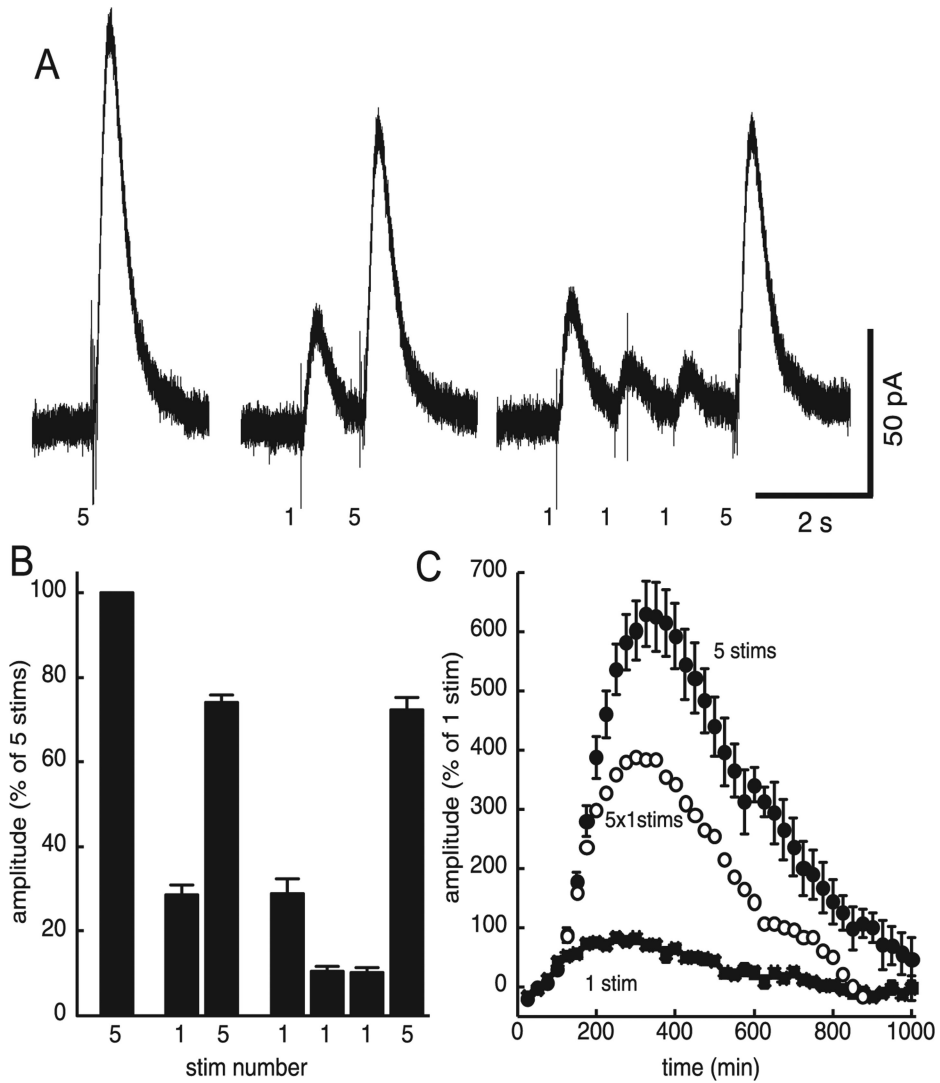 A
50 pA
5
1 5
1 1 1 5
2 s
B
100
80
60
40
20
0
amplitude (% of 5 stims)
5 1 5 1 1 1 5
stim number
C
700
600
500
400
300
200
100
0
amplitude (% of 1 stim)
5 stims
5x1stims
1 stim
0 200 400 600 800 1000
time (min)